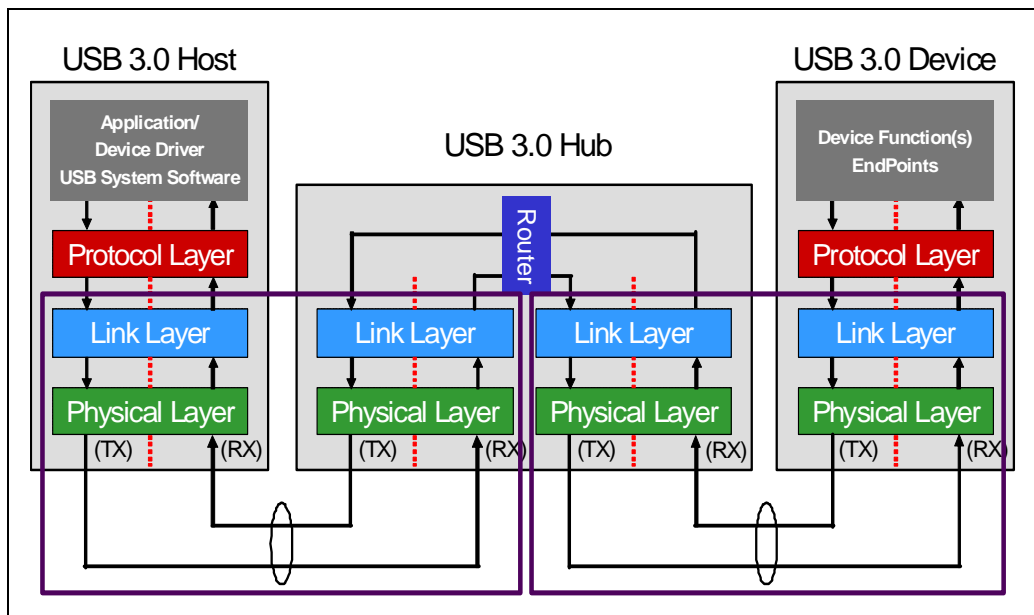 USB 3.0 Host
Application/
Device Driver
USB System Software
Protocol Layer
Link Layer
Physical Layer
(TX)
(RX)
USB 3.0 Hub
Router
Link Layer
Physical Layer
(TX)
(RX)
Link Layer
Physical Layer
(TX)
(RX)
USB 3.0 Device
Device Function(s)
EndPoints
Protocol Layer
Link Layer
Physical Layer
(TX)
(RX)